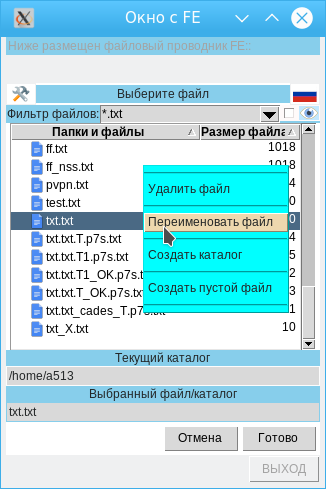 Окно с FE
Ниже размещен файловый проводник FE::
Выберите файл
Фильтр файлов: *.txt
Папки и файлы Размер файла
ff.txt 1018
ff_nss.txt 1018
pvpn.txt 4
test.txt 0
txt.txt 0
txt.txt.T.p7s.txt 4
txt.txt.T1.p7s.txt 5
txt.txt.T1_OK.p7s.txt 2
txt.txt.T_OK.p7s.txt 3
txt.txt_cades_T.p7s.txt 1
txt_X.txt 10
Удалить файл
Переименовать файл
Создать каталог
Создать пустой файл
Текущий каталог
/home/a513
Выбранный файл/каталог
txt.txt
Отмена Готово
ВЫХОД